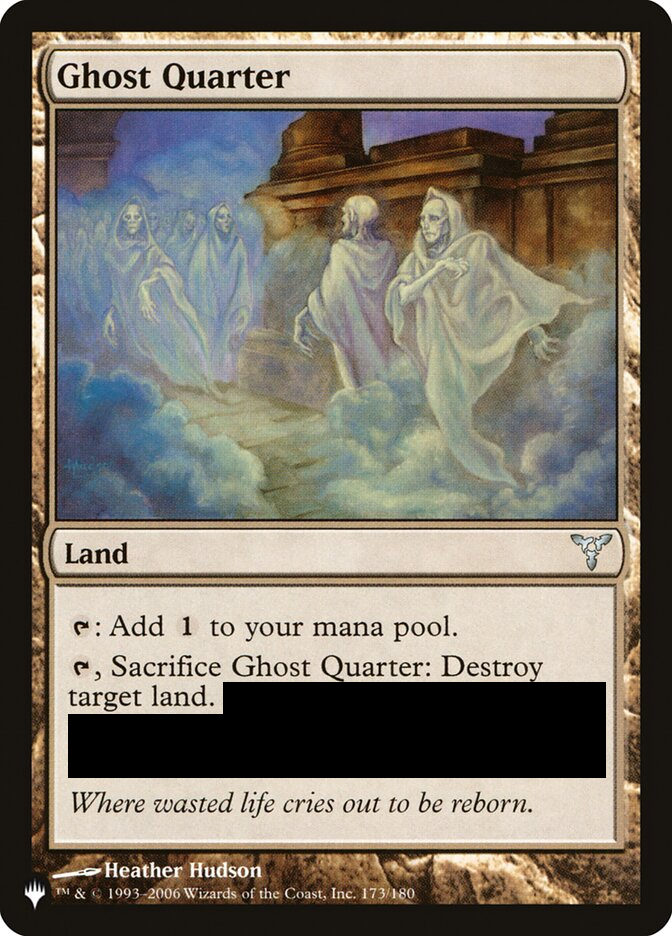 Ghost Quarter
Land
: Add 1 to your mana pool.
, Sacrifice Ghost Quarter: Destroy
target land.
Where wasted life cries out to be reborn.
Heather Hudson
™ & © 1993–2006 Wizards of the Coast, Inc. 173/180